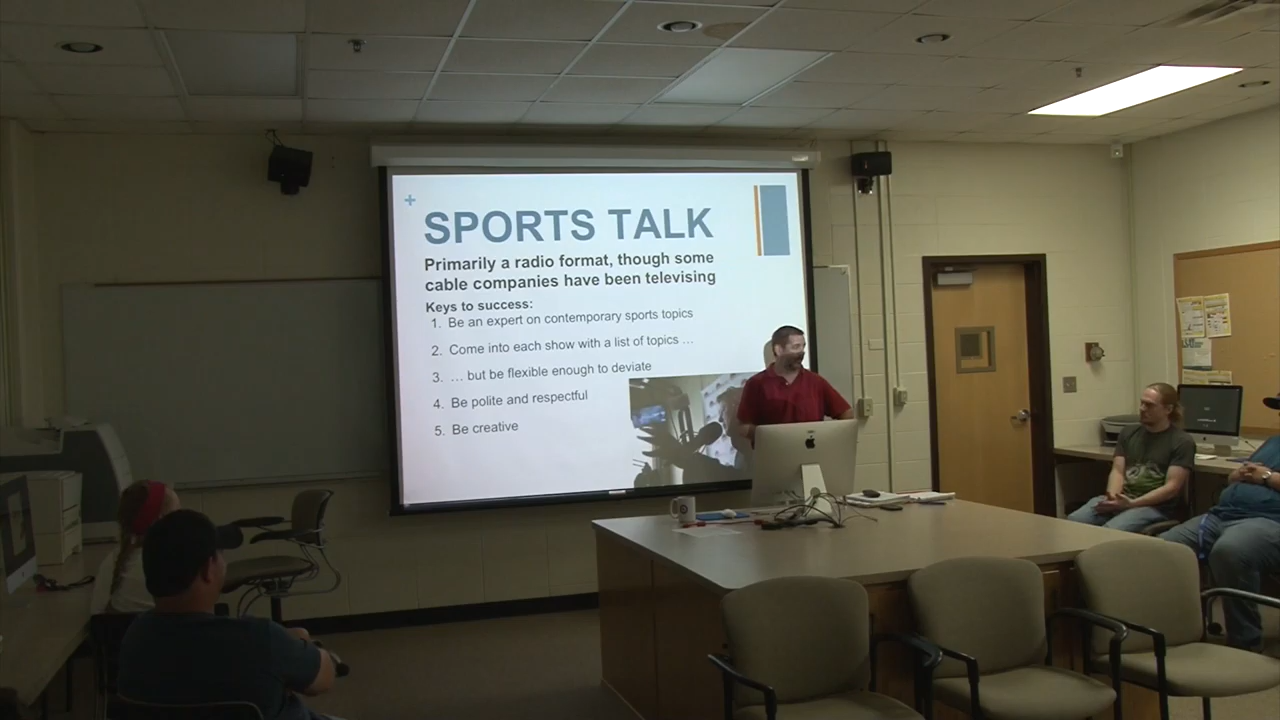 +
SPORTS TALK
Primarily a radio format, though some
cable companies have been televising
Keys to success:
1. Be an expert on contemporary sports topics
2. Come into each show with a list of topics …
3. … but be flexible enough to deviate
4. Be polite and respectful
5. Be creative